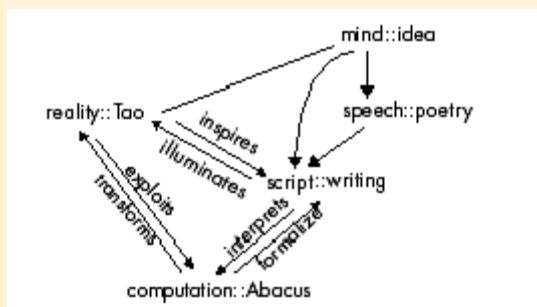 mind::idea
reality::Tao
speech::poetry
inspires
illuminates
script::writing
exploits
transforms
interprets
formalize
computation::Abacus